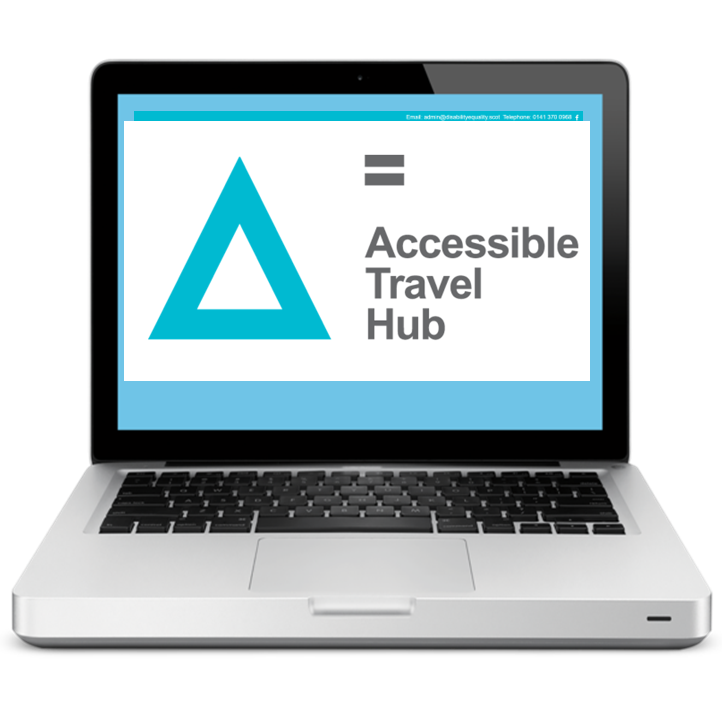 Email: admin@disabilityequality.scot Telephone: 0141 370 0968 f
=
Accessible
Travel
Hub